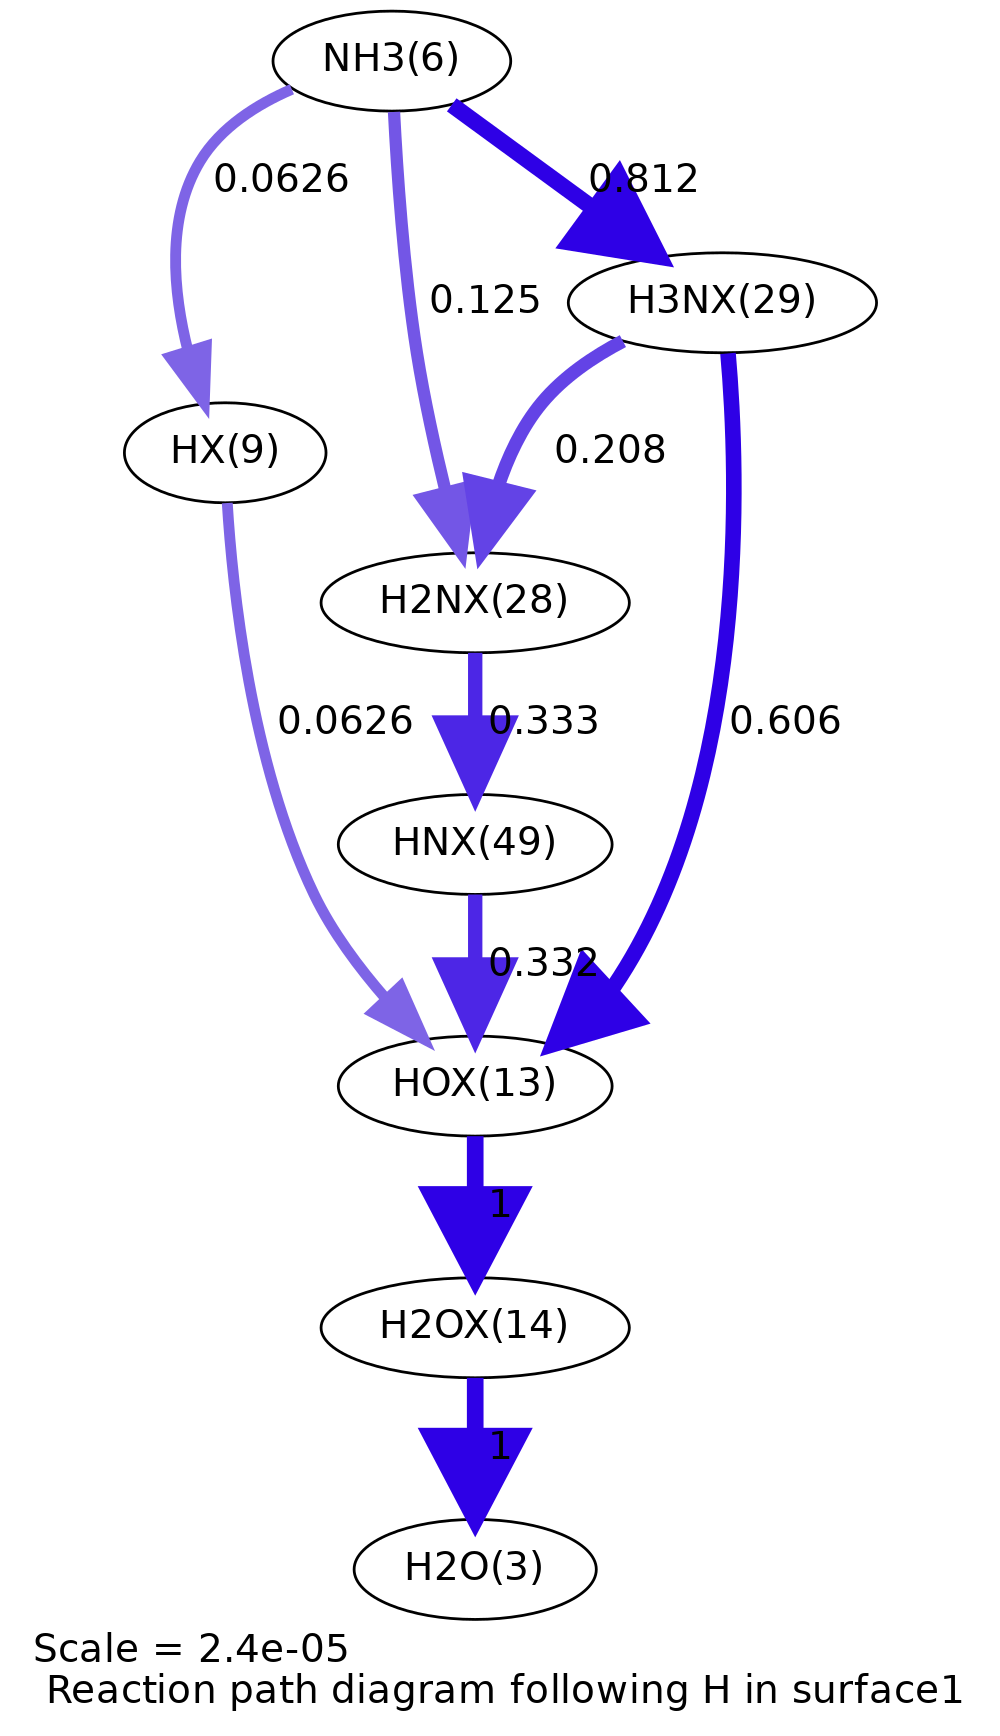 NH3(6)
0.0626
0.812
0.125
H3NX(29)
HX(9)
0.208
H2NX(28)
0.0626
0.333
0.606
HNX(49)
0.332
HOX(13)
1
H2OX(14)
1
H2O(3)
Scale = 2.4e-05
Reaction path diagram following H in surface1